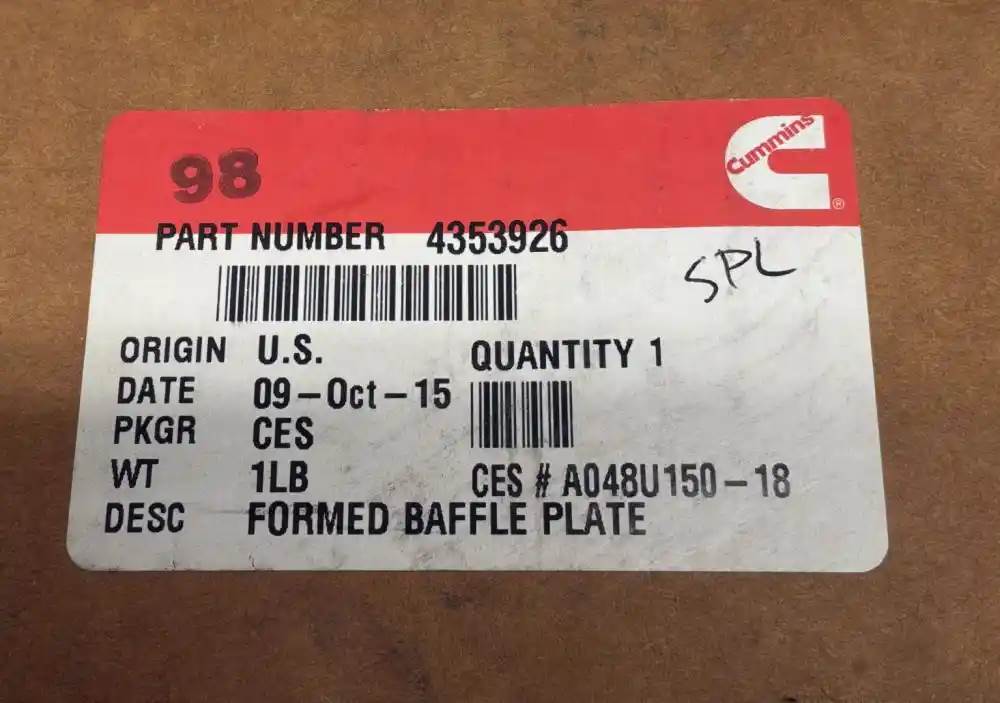 Cummins
®
98
PART NUMBER 4353926
SPL
ORIGIN U.S. QUANTITY 1
DATE 09-Oct-15
PKGR CES
WT 1LB CES # A048U150-18
DESC FORMED BAFFLE PLATE